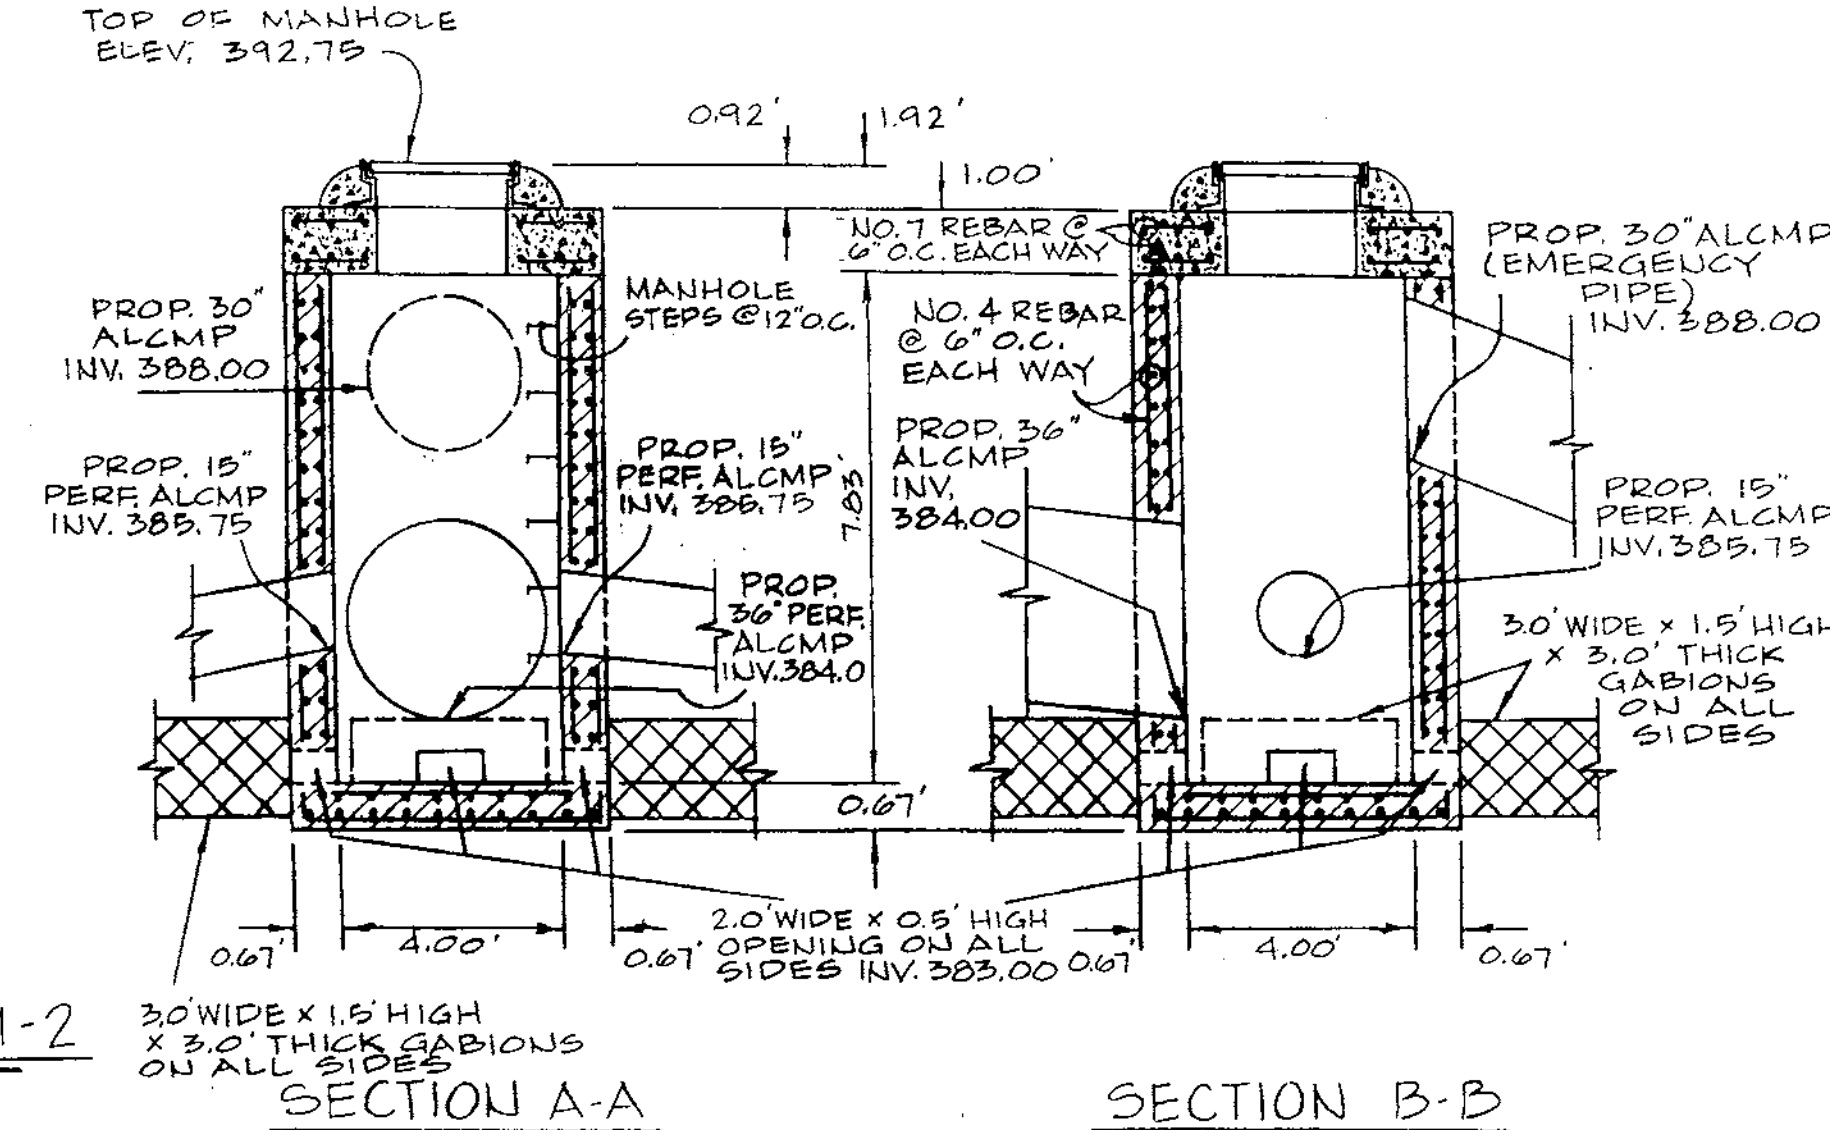 TOP OF MANHOLE
ELEV. 392.75
0.92'
1.92'
1.00'
NO. 7 REBAR @
6" O.C. EACH WAY
PROP. 30" ALCMP
(EMERGENCY
PIPE)
INV. 388.00
PROP. 30"
ALCMP
INV. 388.00
MANHOLE
STEPS @ 12" O.C.
NO. 4 REBAR
@ 6" O.C.
EACH WAY
PROP. 15"
PERF. ALCMP
INV. 385.75
PROP. 15"
PERF. ALCMP
INV. 385.75
7.83'
PROP. 36"
ALCMP
INV.
384.00
PROP. 15"
PERF. ALCMP
INV. 385.75
PROP.
36" PERF.
ALCMP
INV. 384.0
3.0' WIDE x 1.5' HIGH
x 3.0' THICK
GABIONS
ON ALL
SIDES
0.67'
0.67'
4.00'
0.67'
2.0' WIDE x 0.5' HIGH
OPENING ON ALL
SIDES INV. 383.00
0.67'
4.00'
0.67'
-2
3.0' WIDE x 1.5' HIGH
x 3.0' THICK GABIONS
ON ALL SIDES
SECTION A-A
SECTION B-B